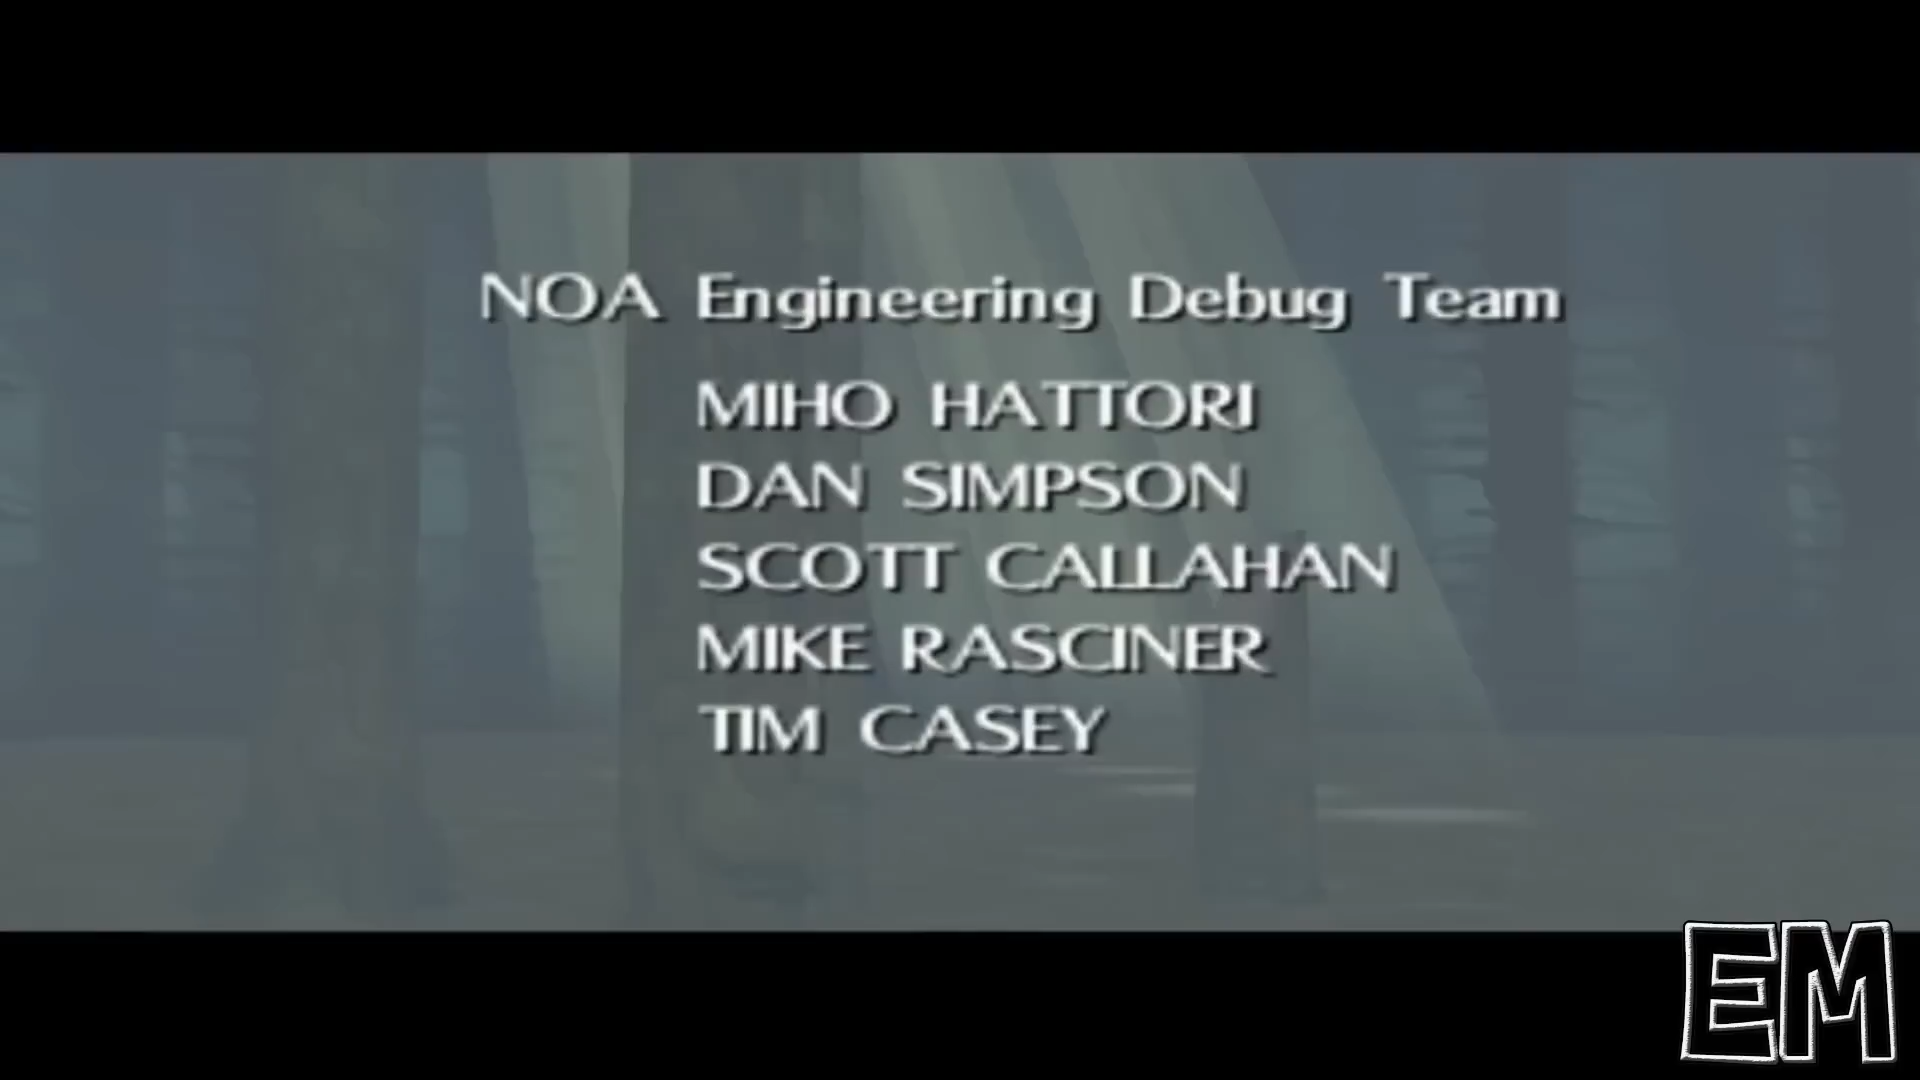 NOA Engineering Debug Team
MIHO HATTORI
DAN SIMPSON
SCOTT CALLAHAN
MIKE RASCINER
TIM CASEY
EM